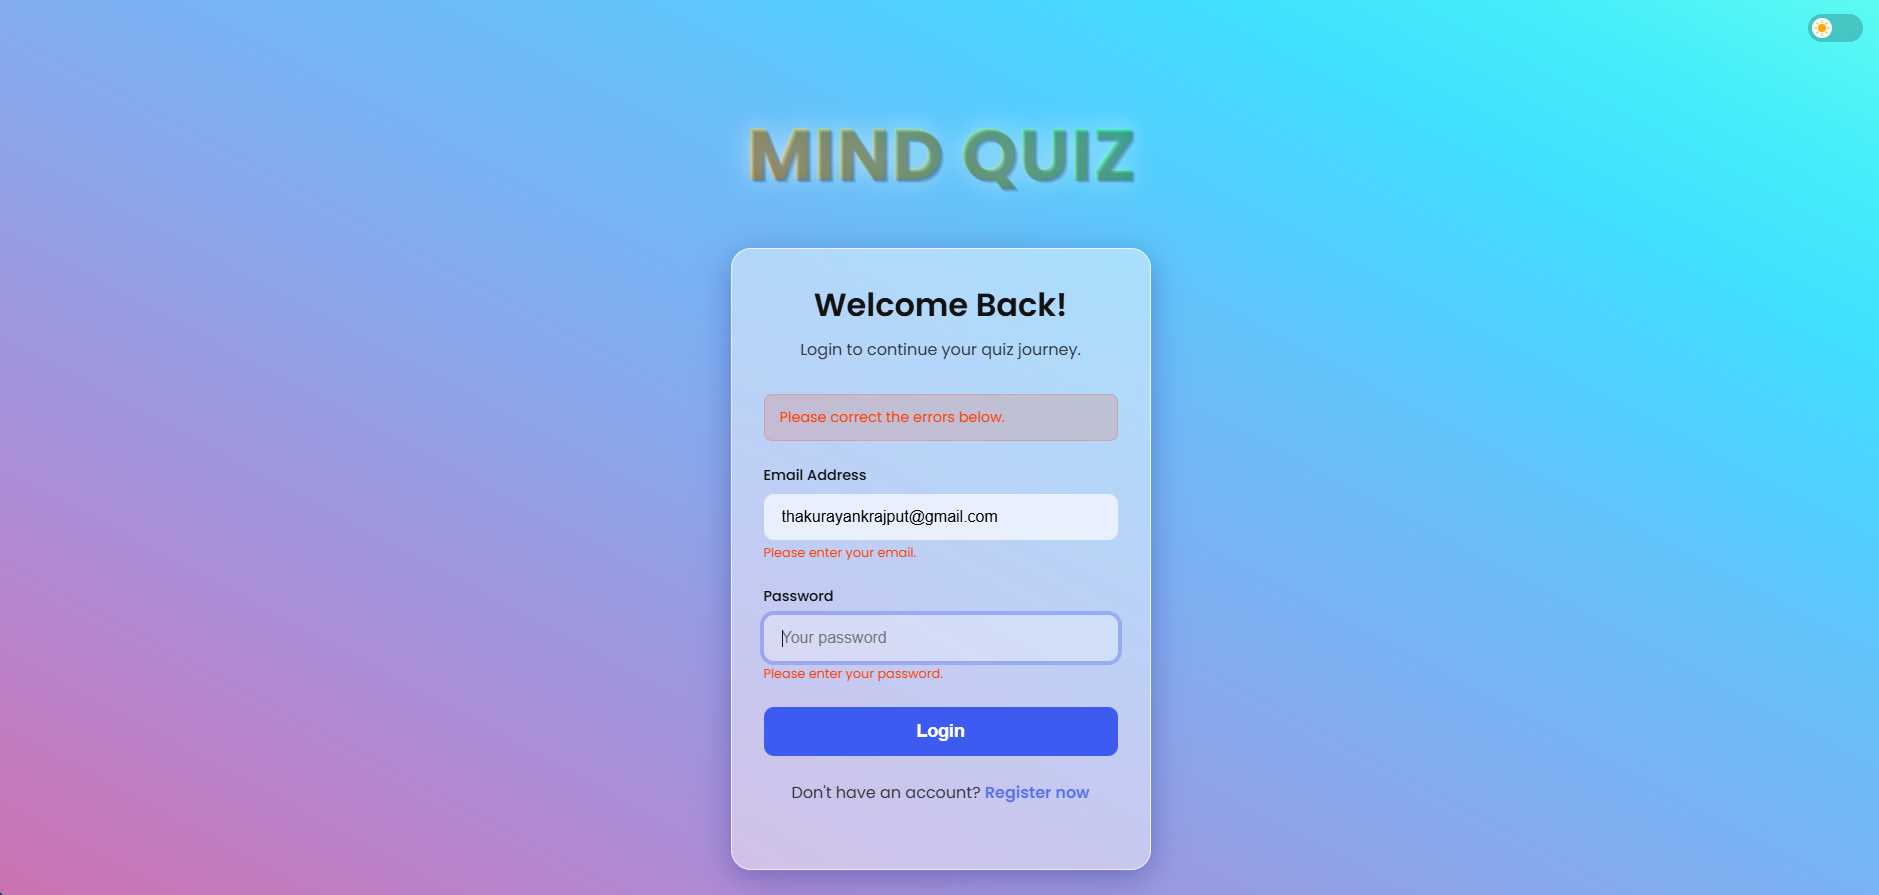 MIND QUIZ
Welcome Back!
Login to continue your quiz journey.
Please correct the errors below.
Email Address
thakurayankrajput@gmail.com
Please enter your email.
Password
Your password
Please enter your password.
Login
Don't have an account? Register now